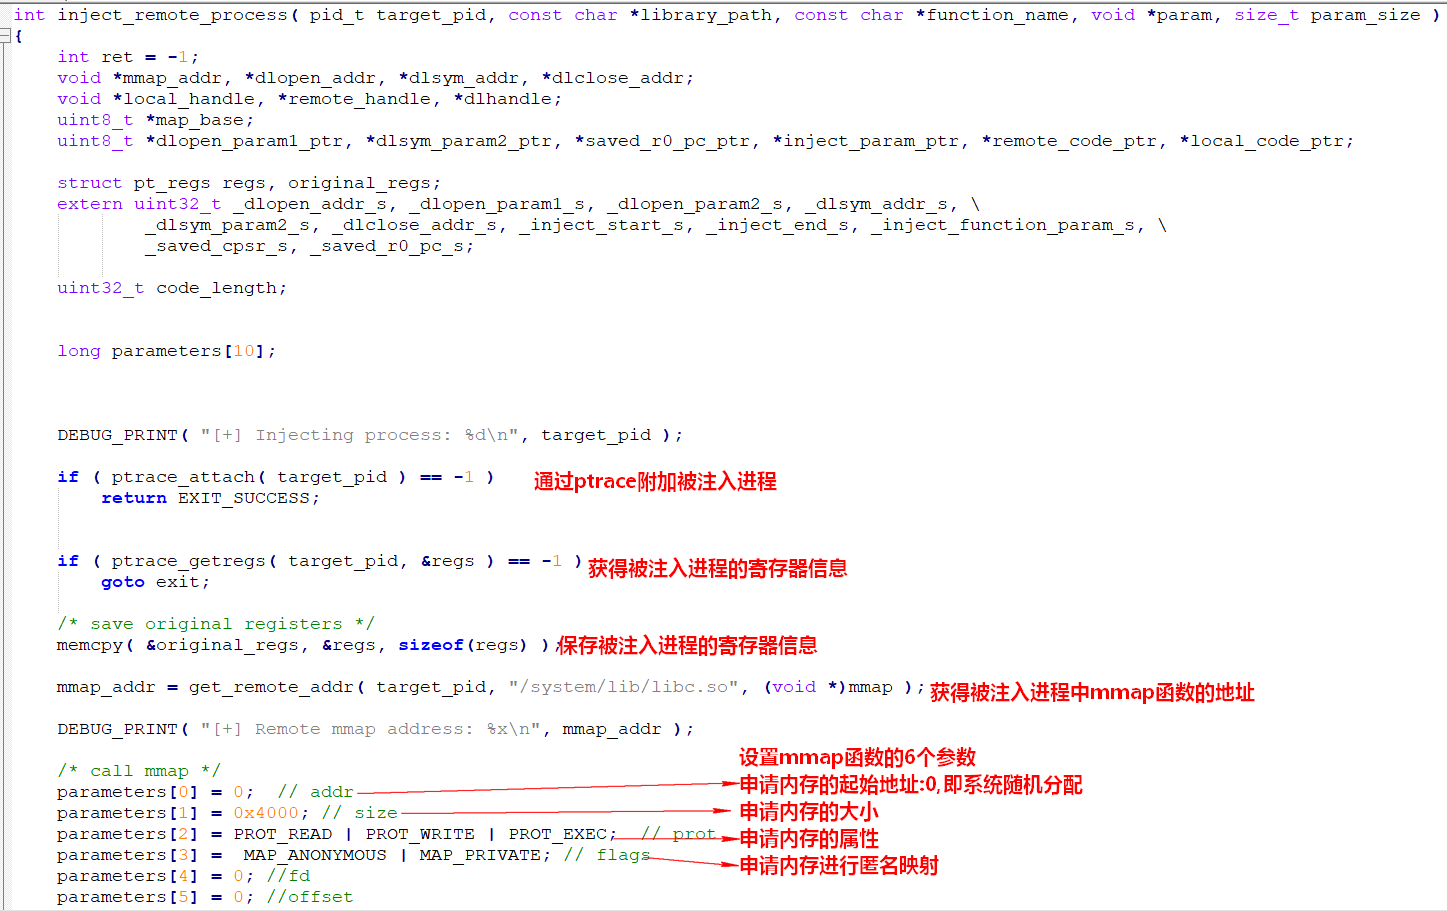 int inject_remote_process( pid_t target_pid, const char *library_path, const char *function_name, void *param, size_t param_size )
{
int ret = -1;
void *mmap_addr, *dlopen_addr, *dlsym_addr, *dlclose_addr;
void *local_handle, *remote_handle, *dlhandle;
uint8_t *map_base;
uint8_t *dlopen_param1_ptr, *dlsym_param2_ptr, *saved_r0_pc_ptr, *inject_param_ptr, *remote_code_ptr, *local_code_ptr;
struct pt_regs regs, original_regs;
extern uint32_t _dlopen_addr_s, _dlopen_param1_s, _dlopen_param2_s, _dlsym_addr_s, \
_dlsym_param2_s, _dlclose_addr_s, _inject_start_s, _inject_end_s, _inject_function_param_s, \
_saved_cpsr_s, _saved_r0_pc_s;
uint32_t code_length;
long parameters[10];
DEBUG_PRINT( "[+] Injecting process: %d\n", target_pid );
if ( ptrace_attach( target_pid ) == -1 ) 通过ptrace附加被注入进程
return EXIT_SUCCESS;
if ( ptrace_getregs( target_pid, &regs ) == -1 ) 获得被注入进程的寄存器信息
goto exit;
/* save original registers */
memcpy( &original_regs, &regs, sizeof(regs) ); 保存被注入进程的寄存器信息
mmap_addr = get_remote_addr( target_pid, "/system/lib/libc.so", (void *)mmap ); 获得被注入进程中mmap函数的地址
DEBUG_PRINT( "[+] Remote mmap address: %x\n", mmap_addr );
设置mmap函数的6个参数
/* call mmap */
parameters[0] = 0; // addr 申请内存的起始地址:0,即系统随机分配
parameters[1] = 0x4000; // size 申请内存的大小
parameters[2] = PROT_READ | PROT_WRITE | PROT_EXEC; // prot 申请内存的属性
parameters[3] = MAP_ANONYMOUS | MAP_PRIVATE; // flags 申请内存进行匿名映射
parameters[4] = 0; //fd
parameters[5] = 0; //offset